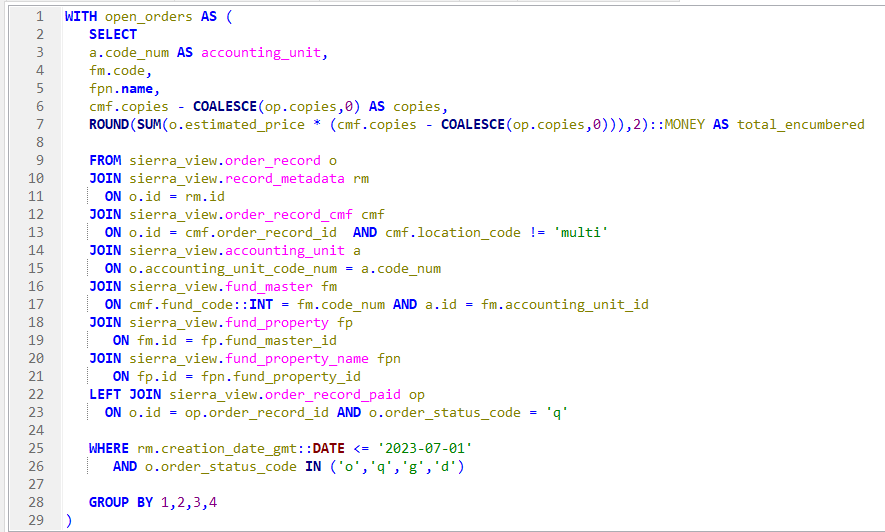 1 WITH open_orders AS (
2 SELECT
3 a.code_num AS accounting_unit,
4 fm.code,
5 fpn.name,
6 cmf.copies - COALESCE(op.copies,0) AS copies,
7 ROUND(SUM(o.estimated_price * (cmf.copies - COALESCE(op.copies,0))),2)::MONEY AS total_encumbered
8
9 FROM sierra_view.order_record o
10 JOIN sierra_view.record_metadata rm
11 ON o.id = rm.id
12 JOIN sierra_view.order_record_cmf cmf
13 ON o.id = cmf.order_record_id  AND cmf.location_code != 'multi'
14 JOIN sierra_view.accounting_unit a
15 ON o.accounting_unit_code_num = a.code_num
16 JOIN sierra_view.fund_master fm
17 ON cmf.fund_code::INT = fm.code_num AND a.id = fm.accounting_unit_id
18 JOIN sierra_view.fund_property fp
19 ON fm.id = fp.fund_master_id
20 JOIN sierra_view.fund_property_name fpn
21 ON fp.id = fpn.fund_property_id
22 LEFT JOIN sierra_view.order_record_paid op
23 ON o.id = op.order_record_id AND o.order_status_code = 'q'
24
25 WHERE rm.creation_date_gmt::DATE <= '2023-07-01'
26 AND o.order_status_code IN ('o','q','g','d')
27
28 GROUP BY 1,2,3,4
29 )